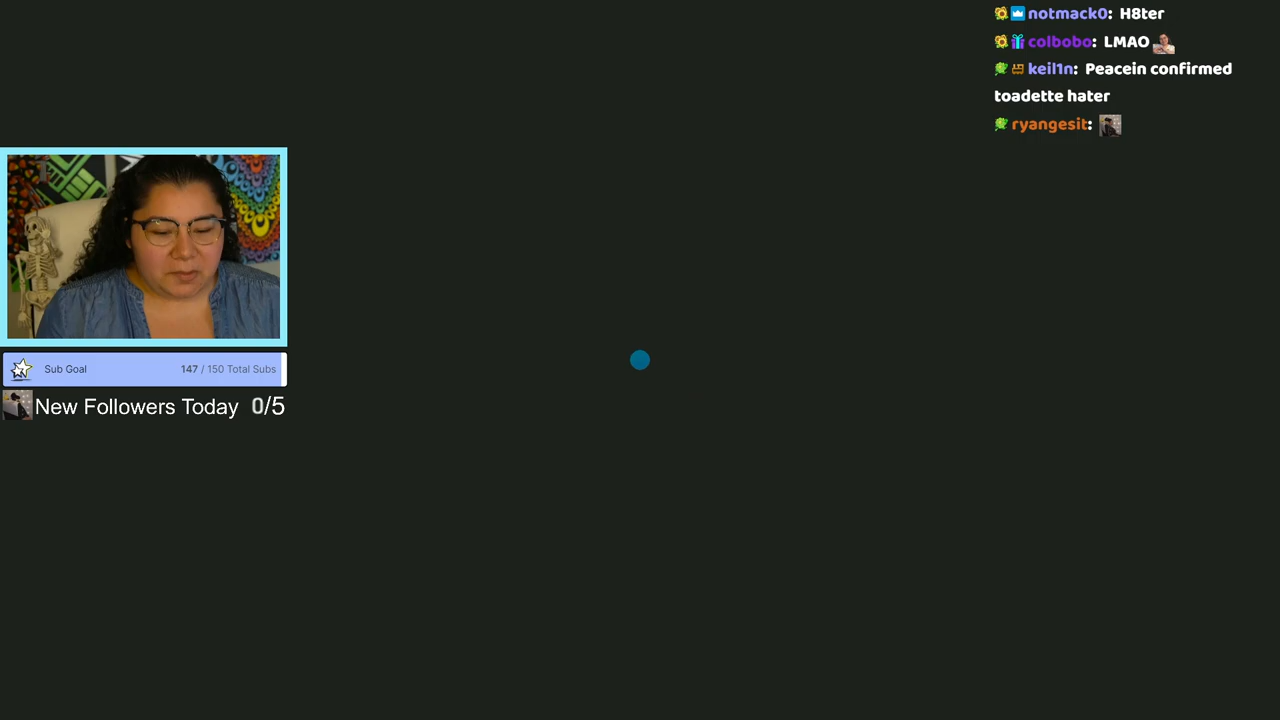 notmack0: H8ter
colbobo: LMAO
keil1n: Peacein confirmed
toadette hater
ryangesit:
Sub Goal 147 / 150 Total Subs
New Followers Today 0/5